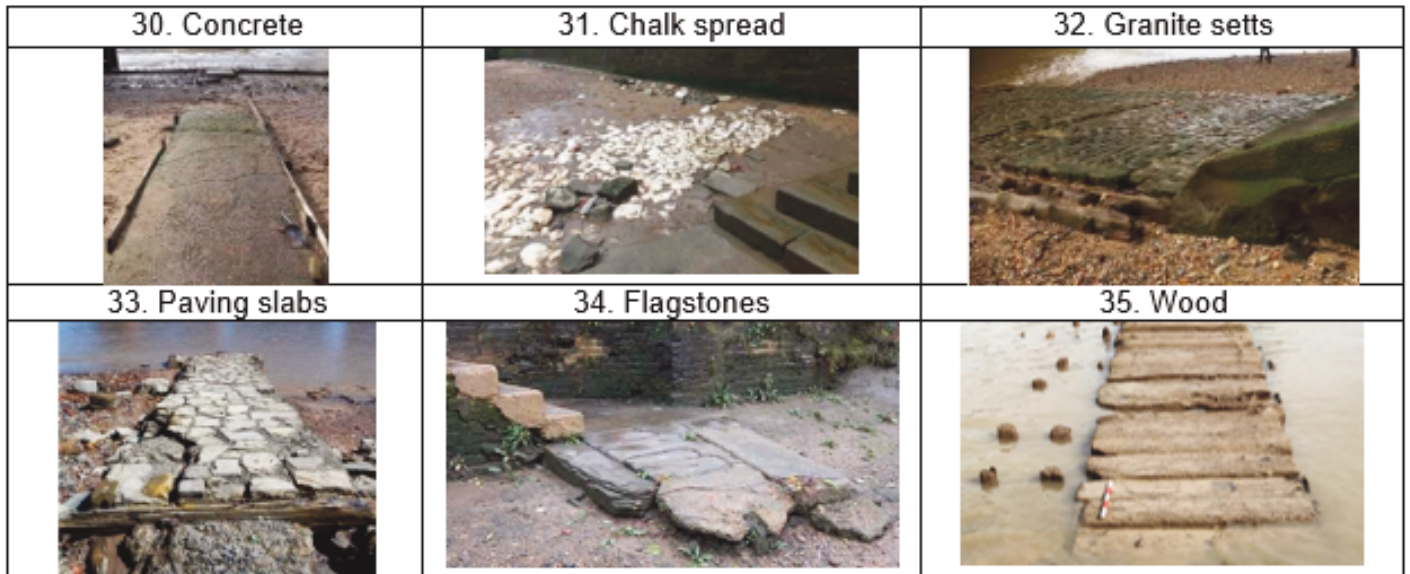 30. Concrete
31. Chalk spread
32. Granite setts
33. Paving slabs
34. Flagstones
35. Wood